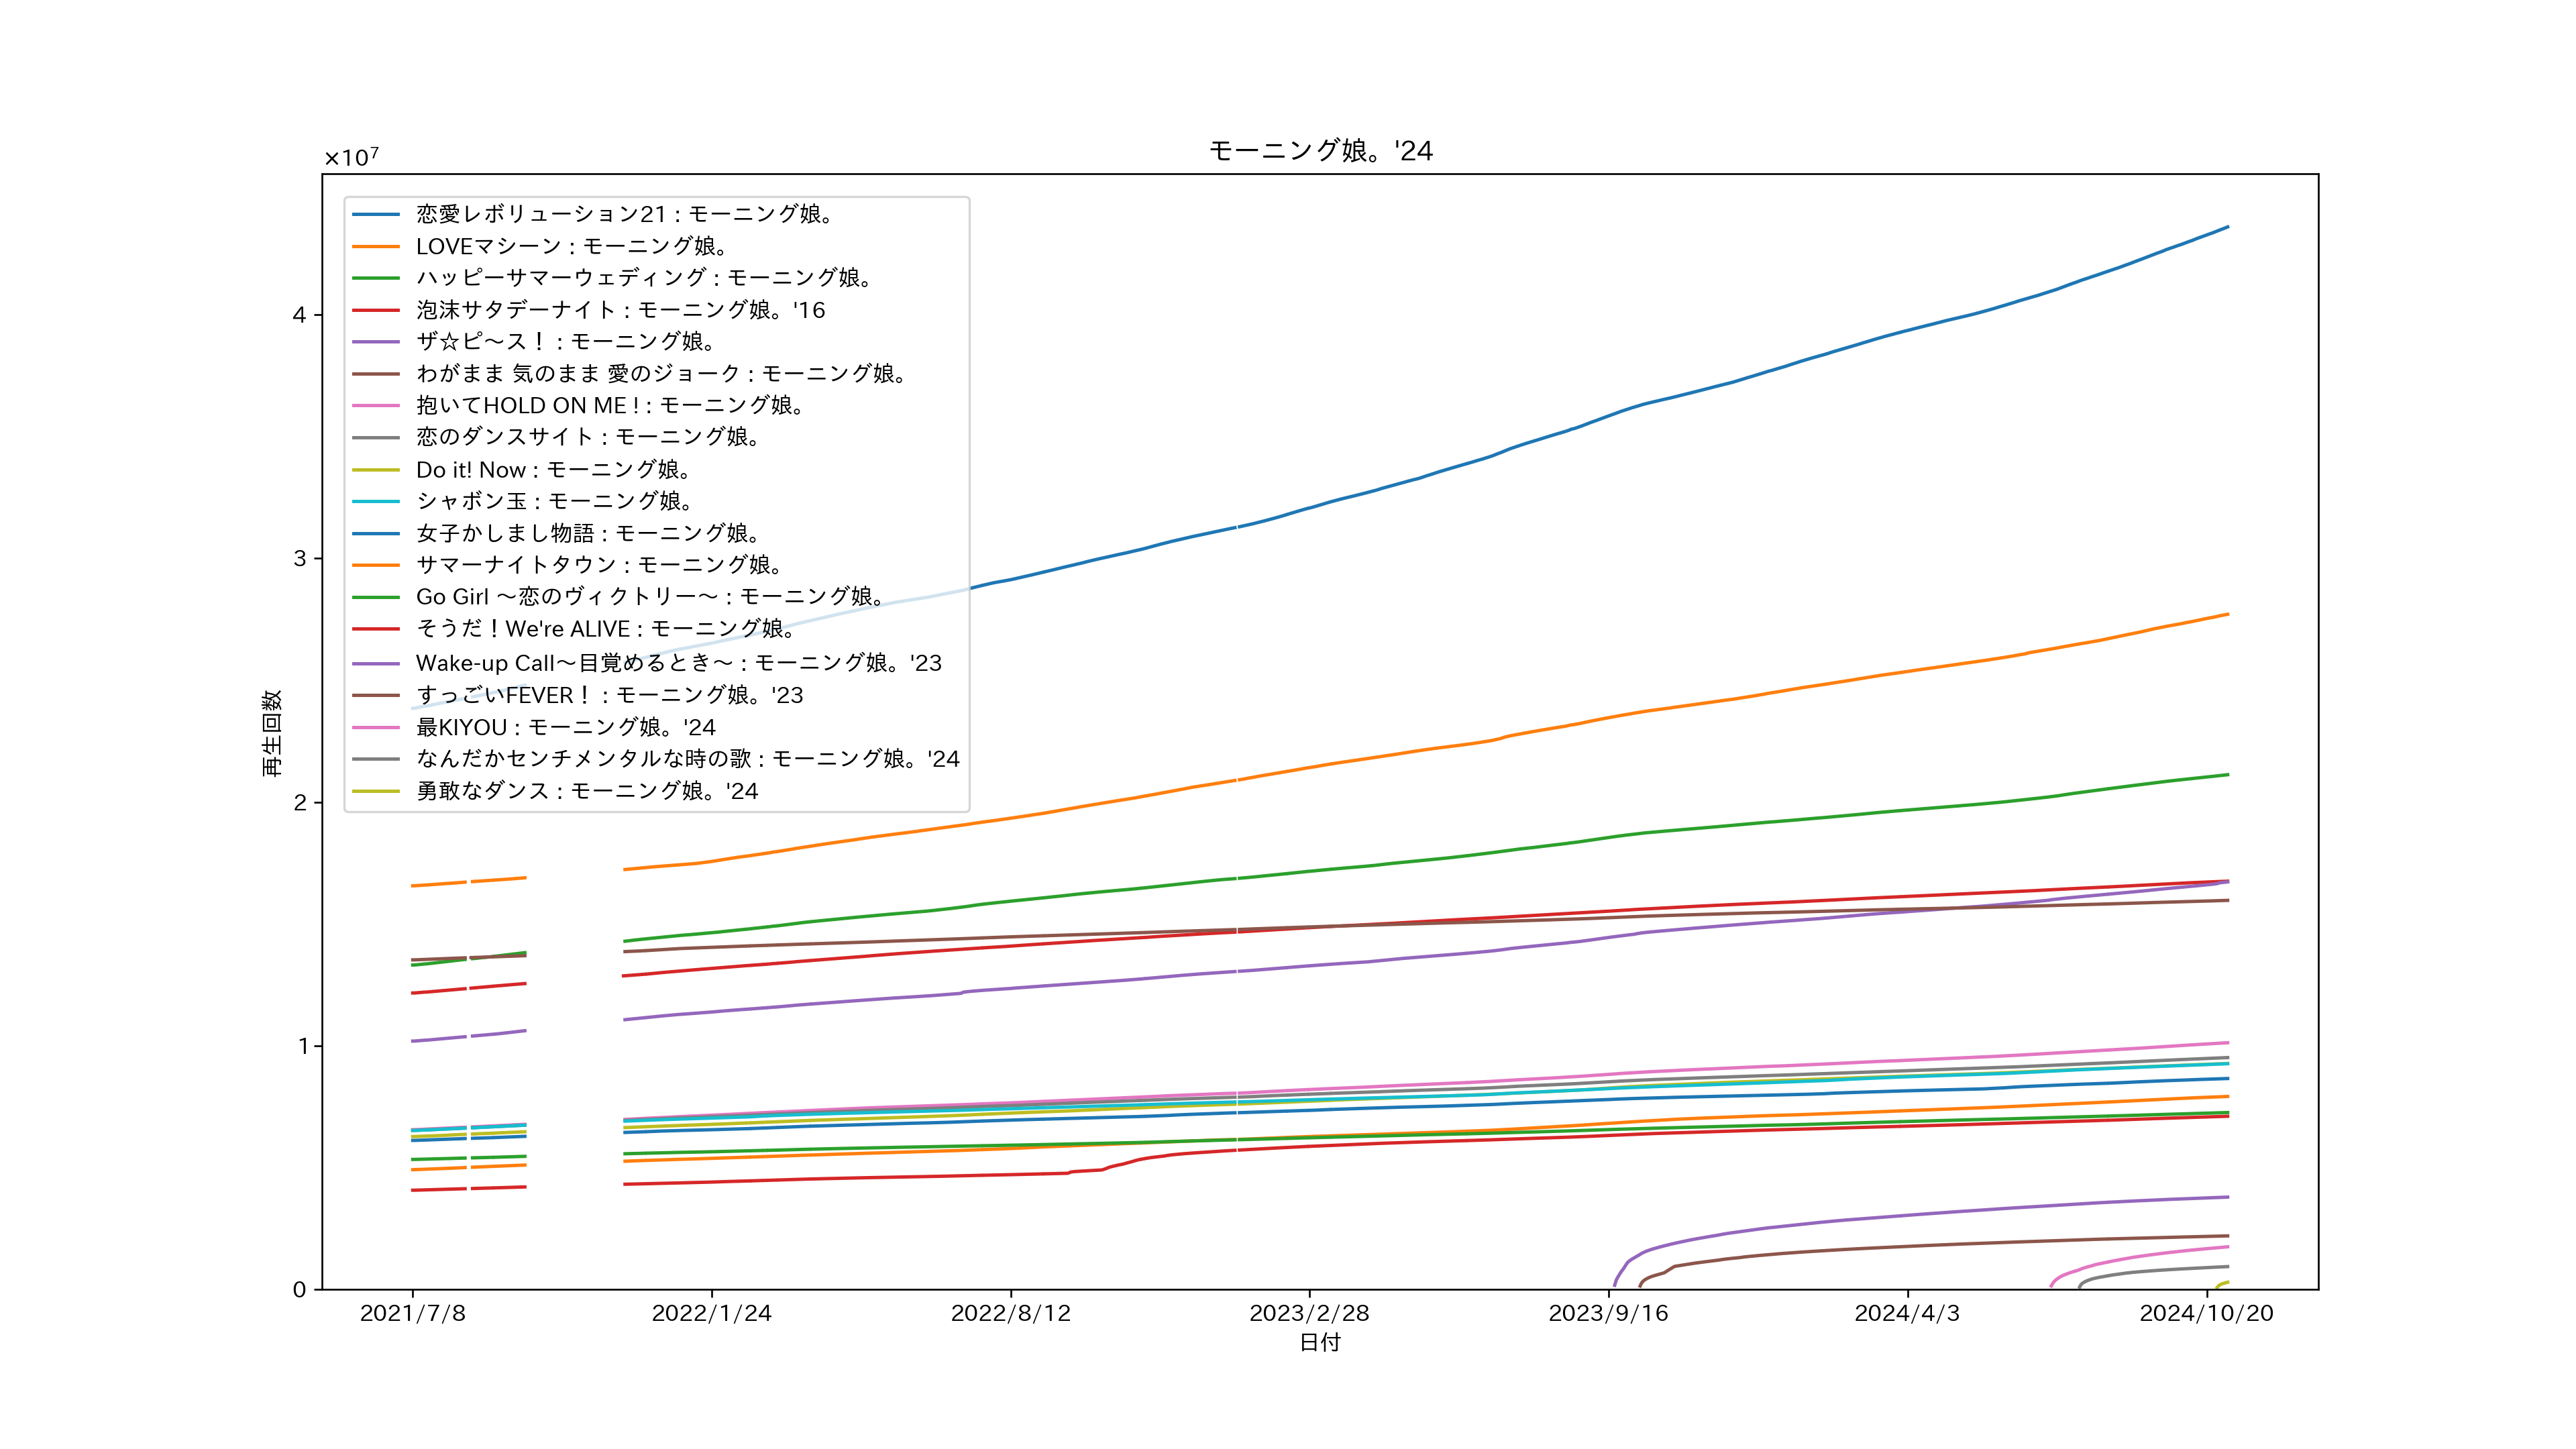 モーニング娘。'24
×10⁷
恋愛レボリューション21 : モーニング娘。
LOVEマシーン : モーニング娘。
ハッピーサマーウェディング : モーニング娘。
泡沫サタデーナイト : モーニング娘。'16
ザ☆ピ～ス！ : モーニング娘。
わがまま 気のまま 愛のジョーク : モーニング娘。
抱いてHOLD ON ME ! : モーニング娘。
恋のダンスサイト : モーニング娘。
Do it! Now : モーニング娘。
シャボン玉 : モーニング娘。
女子かしまし物語 : モーニング娘。
サマーナイトタウン : モーニング娘。
Go Girl ～恋のヴィクトリー～ : モーニング娘。
そうだ！We're ALIVE : モーニング娘。
Wake-up Call～目覚めるとき～ : モーニング娘。'23
すっごいFEVER！ : モーニング娘。'23
最KIYOU : モーニング娘。'24
なんだかセンチメンタルな時の歌 : モーニング娘。'24
勇敢なダンス : モーニング娘。'24
4
3
2
1
0
再生回数
2021/7/8 2022/1/24 2022/8/12 2023/2/28 2023/9/16 2024/4/3 2024/10/20
日付